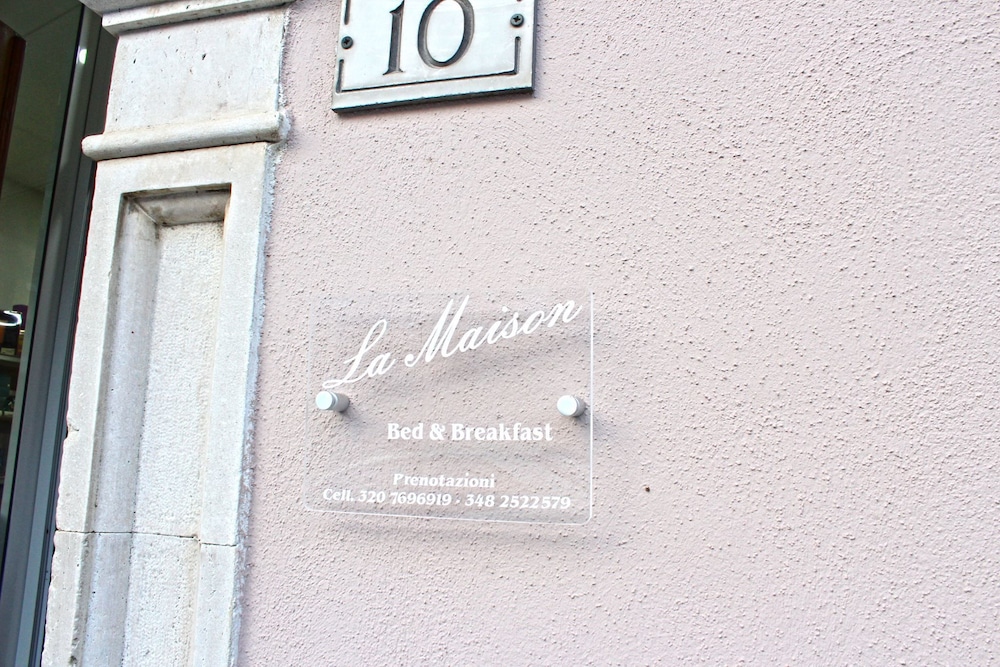 10
La Maison
Bed & Breakfast
Prenotazioni
Cell. 320 7696919 - 348 2522579